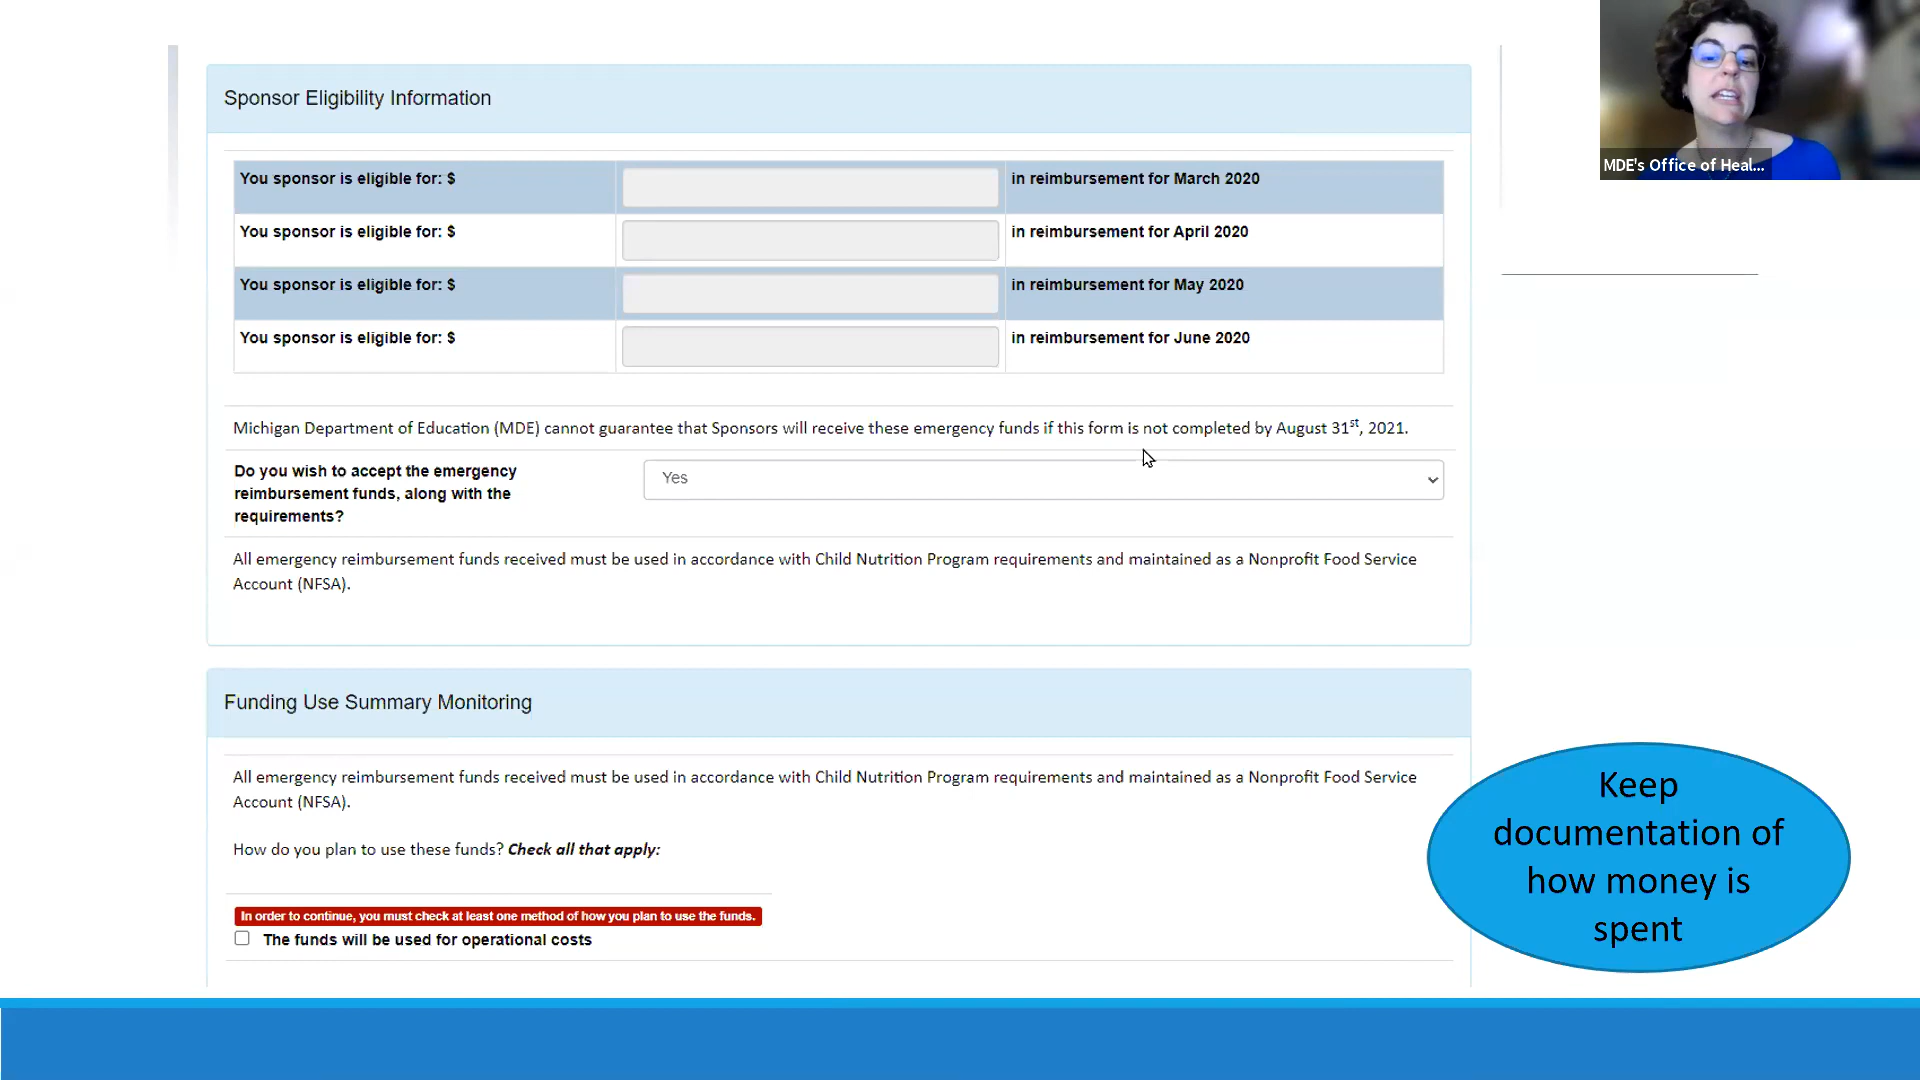 Sponsor Eligibility Information
You sponsor is eligible for: $ in reimbursement for March 2020
You sponsor is eligible for: $ in reimbursement for April 2020
You sponsor is eligible for: $ in reimbursement for May 2020
You sponsor is eligible for: $ in reimbursement for June 2020
Michigan Department of Education (MDE) cannot guarantee that Sponsors will receive these emergency funds if this form is not completed by August 31st, 2021.
Do you wish to accept the emergency
reimbursement funds, along with the
requirements?
Yes
All emergency reimbursement funds received must be used in accordance with Child Nutrition Program requirements and maintained as a Nonprofit Food Service
Account (NFSA).
Funding Use Summary Monitoring
All emergency reimbursement funds received must be used in accordance with Child Nutrition Program requirements and maintained as a Nonprofit Food Service
Account (NFSA).
How do you plan to use these funds? Check all that apply:
In order to continue, you must check at least one method of how you plan to use the funds.
The funds will be used for operational costs
Keep
documentation of
how money is
spent
MDE's Office of Heal...